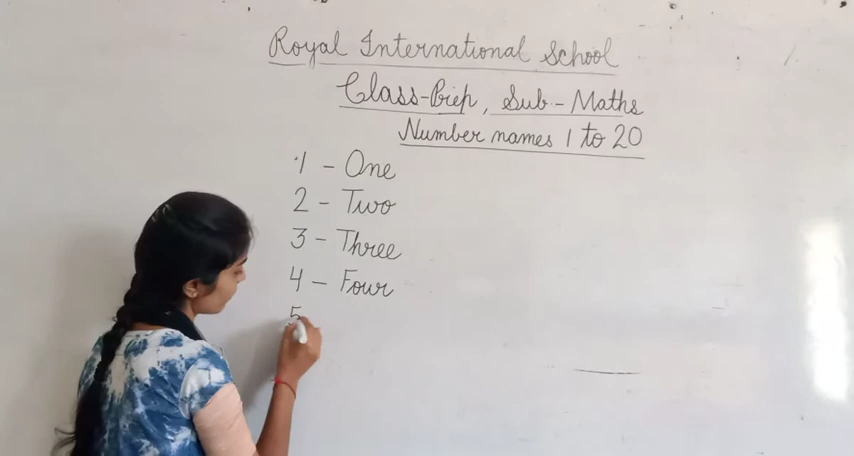 Royal International School
Class-Prep, Sub-Maths
Number names 1 to 20
1 - One
2 - Two
3 - Three
4 - Four
5